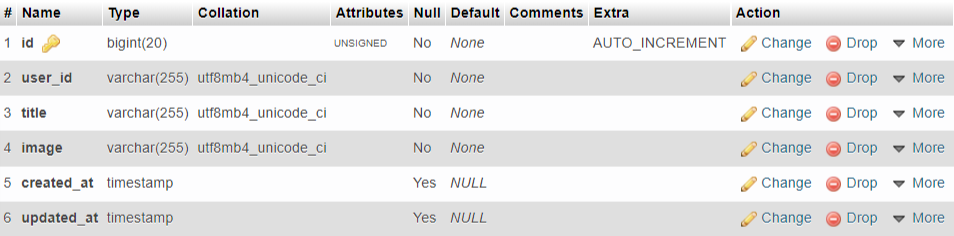 # Name Type Collation Attributes Null Default Comments Extra Action
1 id bigint(20) UNSIGNED No None AUTO_INCREMENT Change Drop More
2 user_id varchar(255) utf8mb4_unicode_ci No None Change Drop More
3 title varchar(255) utf8mb4_unicode_ci No None Change Drop More
4 image varchar(255) utf8mb4_unicode_ci No None Change Drop More
5 created_at timestamp Yes NULL Change Drop More
6 updated_at timestamp Yes NULL Change Drop More